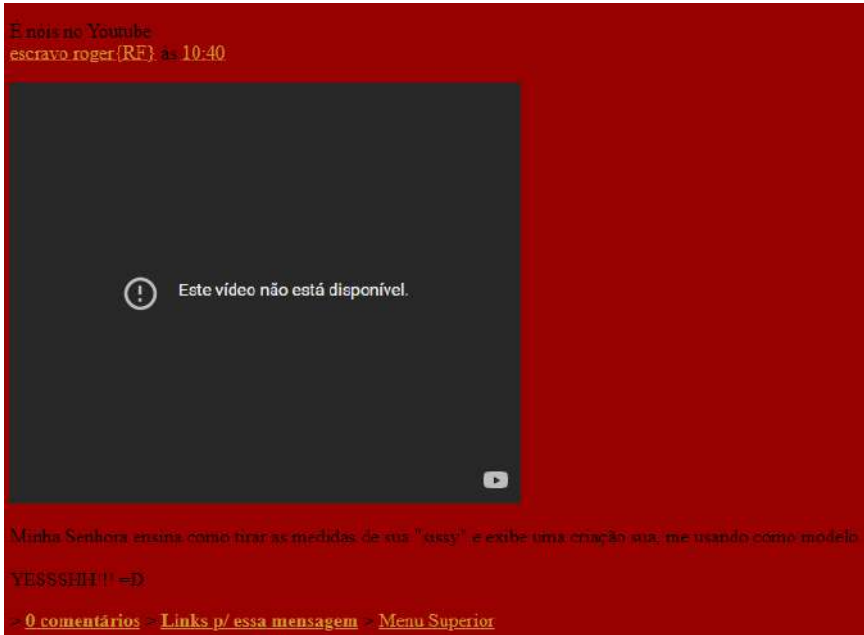 É nois no Youtube
escravo roger{RF} às 10:40
Este vídeo não está disponível.
Minha Senhora ensina como tirar as medidas de sua "sissy" e exibe uma criação sua, me usando como modelo.
YESSSHH !! =D
> 0 comentários > Links p/ essa mensagem > Menu Superior